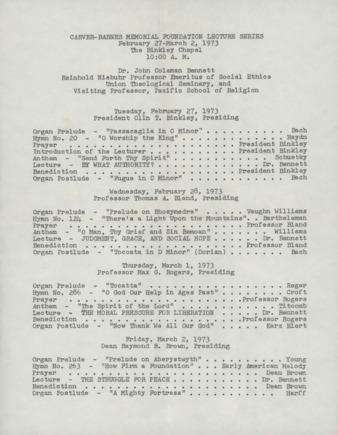 CARVER-BARNES MEMORIAL FOUNDATION LECTURE SERIES
February 27-March 2, 1973
The Binkley Chapel
10:00 A. M.
Dr. John Coleman Bennett
Reinhold Niebuhr Professor Emeritus of Social Ethics
Union Theological Seminary, and
Visiting Professor, Pacific School of Religion
Tuesday, February 27, 1973
President Olin T. Binkley, Presiding
Organ Prelude - "Passacaglia in C Minor" . . . . . . . . . . . Bach
Hymn No. 20 - "O Worship the King" . . . . . . . . . . . . . Haydn
Prayer . . . . . . . . . . . . . . . . . . . . . . President Binkley
Introduction of the Lecturer . . . . . . . . . . . President Binkley
Anthem - "Send Forth Thy Spirit" . . . . . . . . . . . . . Schuetky
Lecture - BY WHAT AUTHORITY? . . . . . . . . . . . . . . Dr. Bennett
Benediction . . . . . . . . . . . . . . . . . . . President Binkley
Organ Postlude - "Fugue in C Minor" . . . . . . . . . . . . . . Bach
Wednesday, February 28, 1973
Professor Thomas A. Bland, Presiding
Organ Prelude - "Prelude on Rhosymedre" . . . . . . Vaughn Williams
Hymn No. 124 - "There's a Light Upon the Mountains" . . Barthelemon
Prayer . . . . . . . . . . . . . . . . . . . . . . Professor Bland
Anthem - "O Man, Thy Grief and Sin Bemoan" . . . . . . . . Williams
Lecture - JUDGMENT, GRACE, AND SOCIAL HOPE . . . . . . . Dr. Bennett
Benediction . . . . . . . . . . . . . . . . . . . . Professor Bland
Organ Postlude - "Toccata in D Minor" (Dorian) . . . . . . . . Bach
Thursday, March 1, 1973
Professor Max G. Rogers, Presiding
Organ Prelude - "Toccata" . . . . . . . . . . . . . . . . . . Reger
Hymn No. 286 - "O God Our Help in Ages Past" . . . . . . . . . Croft
Prayer . . . . . . . . . . . . . . . . . . . . . . Professor Rogers
Anthem - "The Spirit of the Lord" . . . . . . . . . . . . . Titcomb
Lecture - THE MORAL PRESSURE FOR LIBERATION . . . . . . Dr. Bennett
Benediction . . . . . . . . . . . . . . . . . . . Professor Rogers
Organ Postlude - "Now Thank We All Our God" . . . . . . Karg Elert
Friday, March 2, 1973
Dean Raymond B. Brown, Presiding
Organ Prelude - "Prelude on Aberystwyth" . . . . . . . . . . . Young
Hymn No. 263 - "How Firm a Foundation" . . . Early American Melody
Prayer . . . . . . . . . . . . . . . . . . . . . . . . . Dean Brown
Lecture - THE STRUGGLE FOR PEACE . . . . . . . . . . . . Dr. Bennett
Benediction . . . . . . . . . . . . . . . . . . . . . . Dean Brown
Organ Postlude - "A Mighty Fortress" . . . . . . . . . . . . . Harff